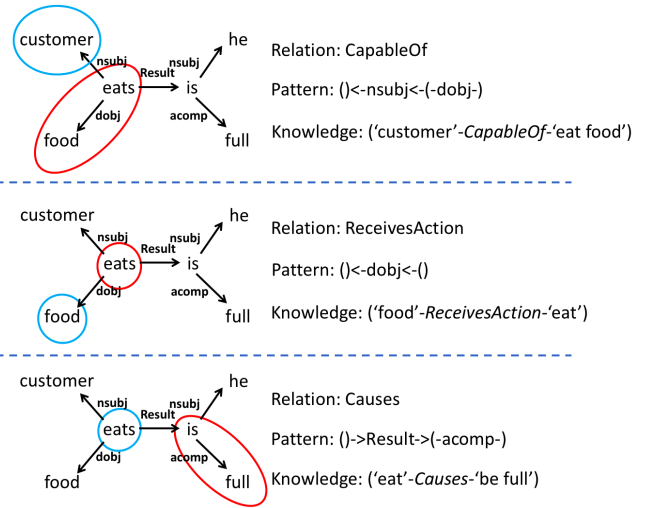 customer
he
nsubj
nsubj
Result
Relation: CapableOf
eats
is
Pattern: ()<-nsubj<-(-dobj-)
dobj
acomp
food
full
Knowledge: (‘customer’-CapableOf-‘eat food’)
customer
he
nsubj
nsubj
Result
Relation: ReceivesAction
eats
is
Pattern: ()<-dobj<-()
dobj
acomp
food
full
Knowledge: (‘food’-ReceivesAction-‘eat’)
customer
he
nsubj
nsubj
Result
Relation: Causes
eats
is
Pattern: ()->Result->(-acomp-)
dobj
acomp
food
full
Knowledge: (‘eat’-Causes-‘be full’)